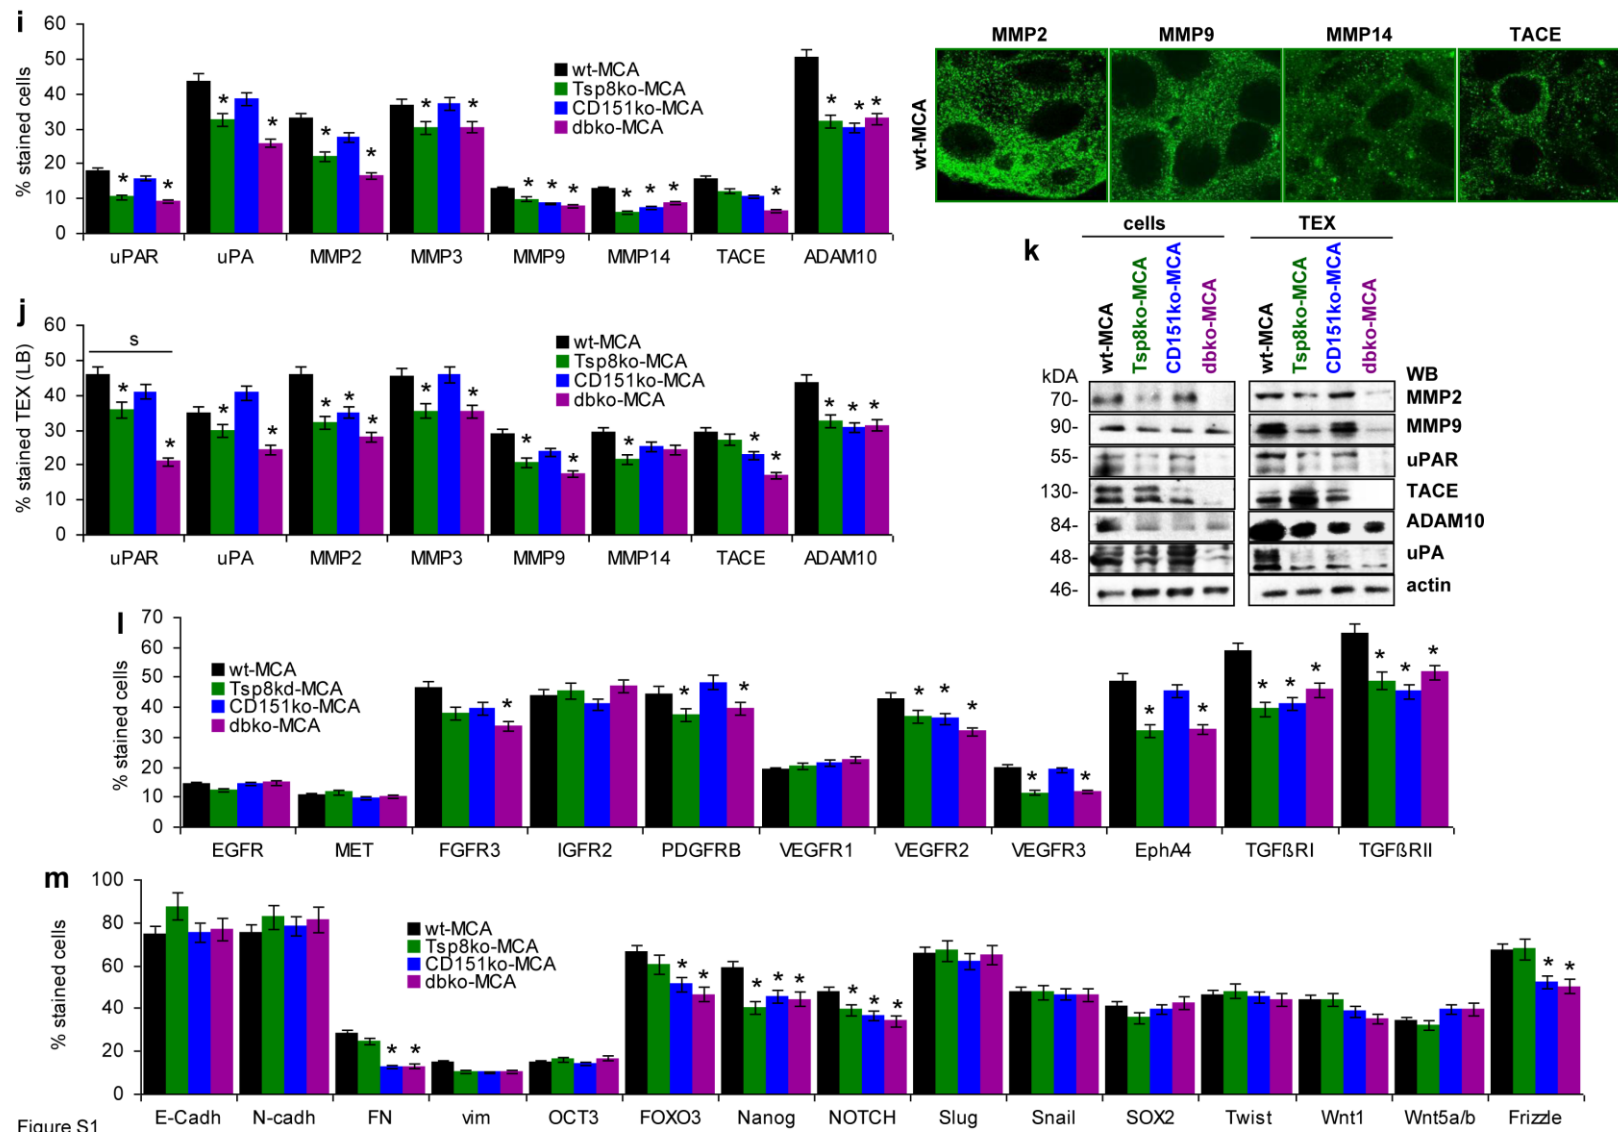 i
% stained cells
60
50
40
30
20
10
0
wt-MCA
Tsp8ko-MCA
CD151ko-MCA
dbko-MCA
* * * * * * * * * * * * * * * * * *
uPAR uPA MMP2 MMP3 MMP9 MMP14 TACE ADAM10
MMP2 MMP9 MMP14 TACE
wt-MCA
j
% stained TEX (LB)
60
50
40
30
20
10
0
s
wt-MCA
Tsp8ko-MCA
CD151ko-MCA
dbko-MCA
* * * * * * * * * * * * * * * * *
uPAR uPA MMP2 MMP3 MMP9 MMP14 TACE ADAM10
k
cells TEX
wt-MCA Tsp8ko-MCA CD151ko-MCA dbko-MCA wt-MCA Tsp8ko-MCA CD151ko-MCA dbko-MCA
kDA WB
70- MMP2
90- MMP9
55- uPAR
130- TACE
84- ADAM10
48- uPA
46- actin
l
% stained cells
70
60
50
40
30
20
10
0
wt-MCA
Tsp8kd-MCA
CD151ko-MCA
dbko-MCA
* * * * * * * * * * * * * * * *
EGFR MET FGFR3 IGFR2 PDGFRB VEGFR1 VEGFR2 VEGFR3 EphA4 TGFßRI TGFßRII
m
% stained cells
100
80
60
40
20
0
wt-MCA
Tsp8ko-MCA
CD151ko-MCA
dbko-MCA
* * * * * * * * * * * *
E-Cadh N-cadh FN vim OCT3 FOXO3 Nanog NOTCH Slug Snail SOX2 Twist Wnt1 Wnt5a/b Frizzle
Figure S1